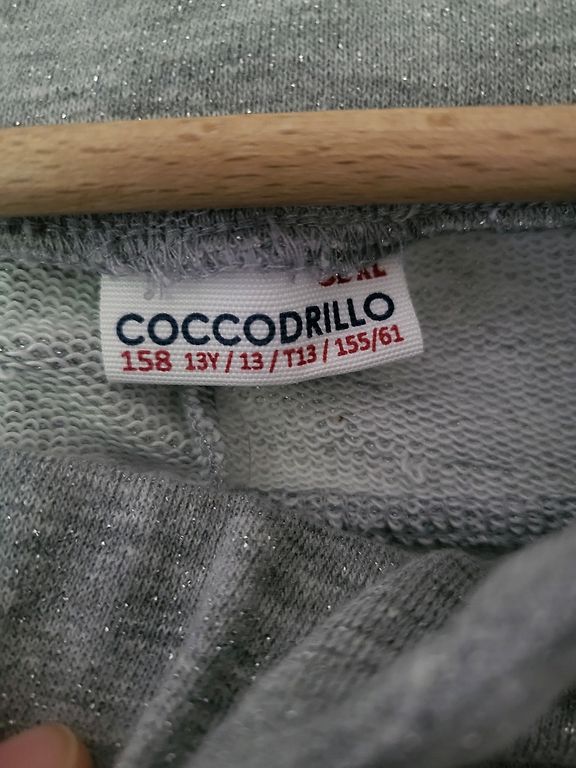 COCCODRILLO
158 13Y / 13 / T13 / 155/61